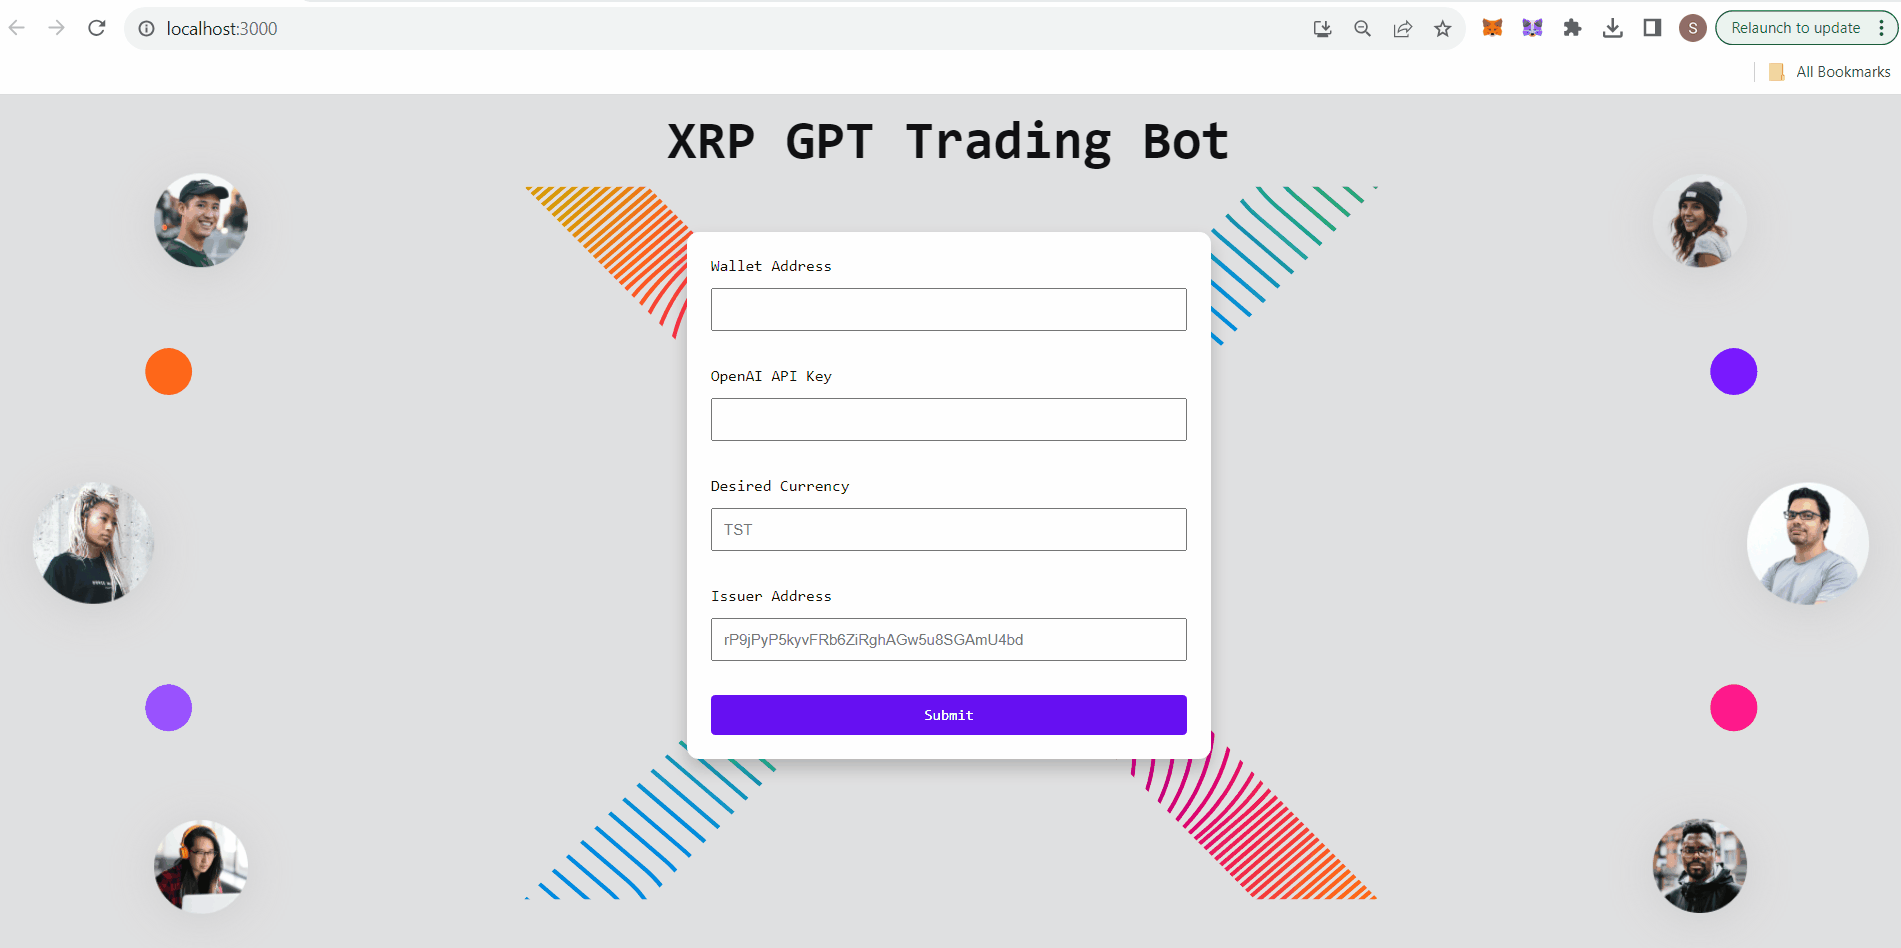 localhost:3000
S
Relaunch to update
All Bookmarks
XRP GPT Trading Bot
Wallet Address
OpenAI API Key
Desired Currency
TST
Issuer Address
rP9jPyP5kyvFRb6ZiRghAGw5u8SGAmU4bd
Submit